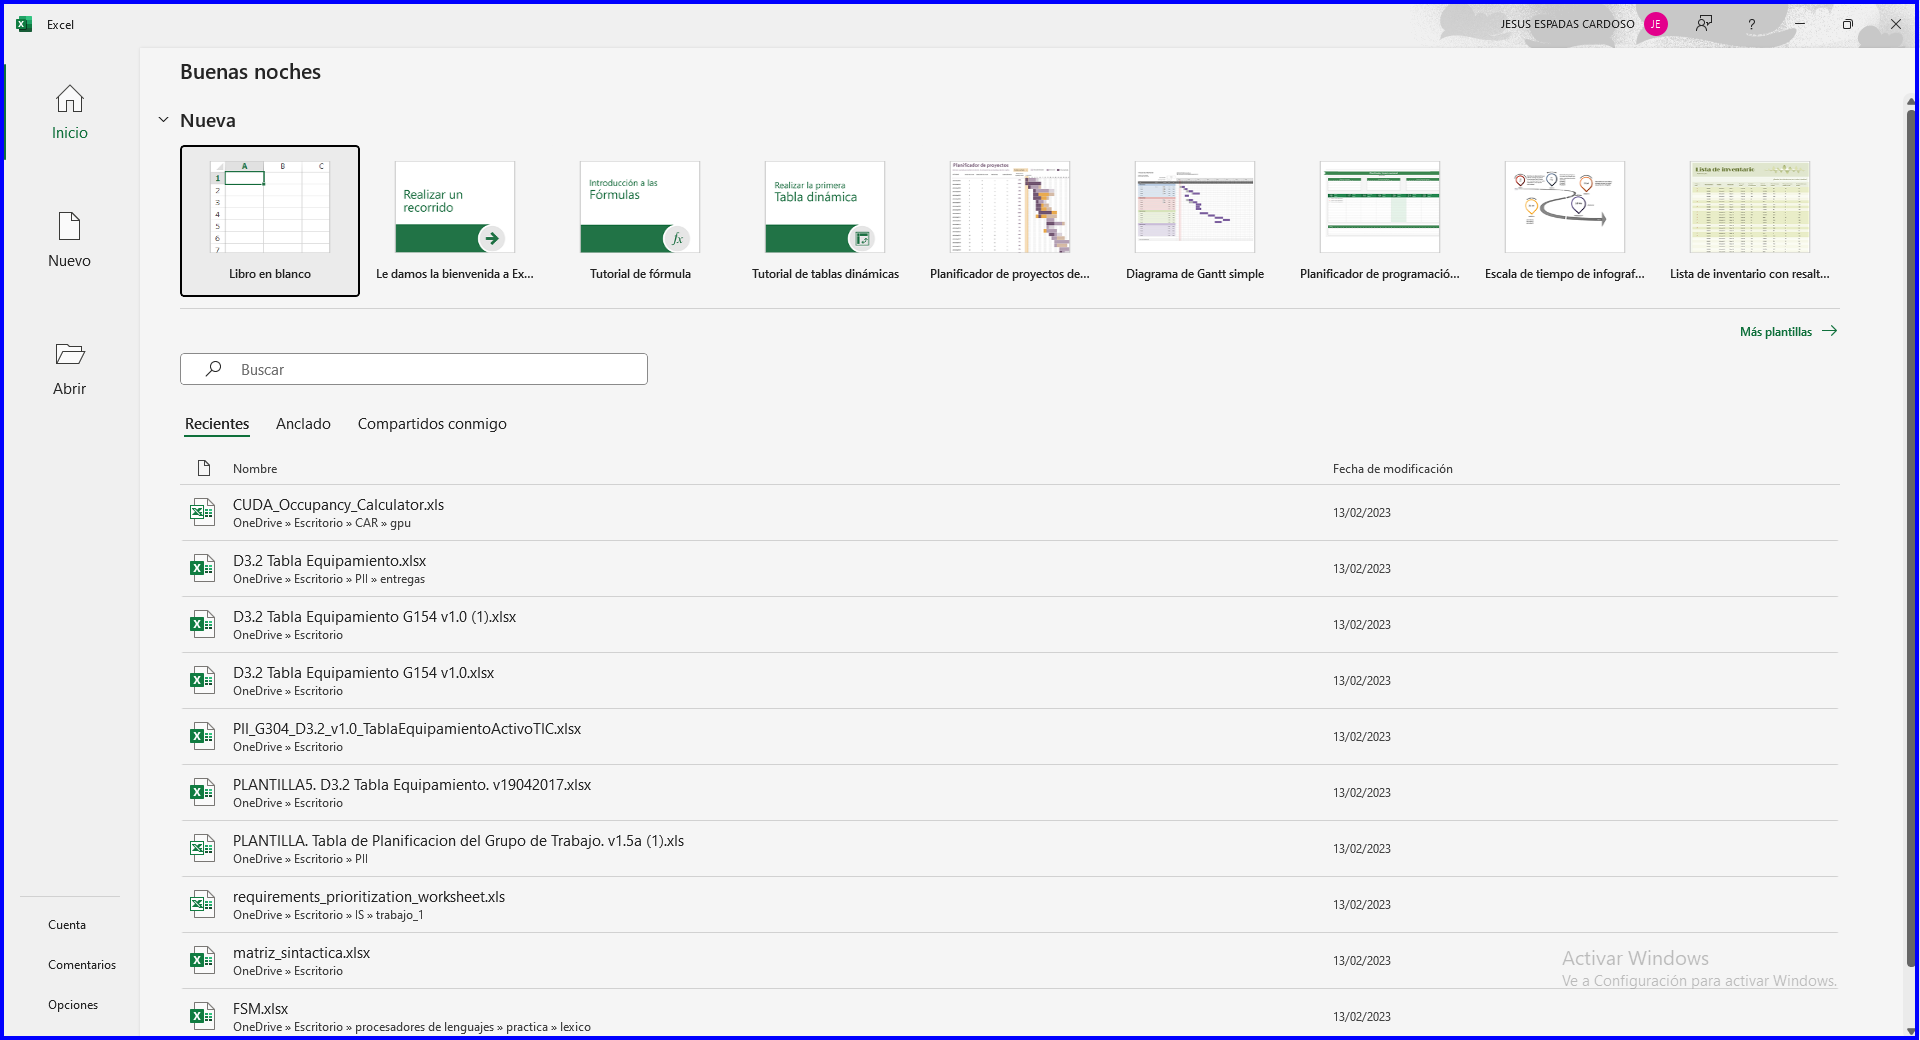 Excel
JESUS ESPADAS CARDOSO
JE
?
Buenas noches
Inicio
Nuevo
Abrir
Nueva
A B C
1
2
3
4
5
6
7
Libro en blanco
Realizar un
recorrido
Le damos la bienvenida a Ex...
Introducción a las
Fórmulas
fx
Tutorial de fórmula
Realizar la primera
Tabla dinámica
Tutorial de tablas dinámicas
Planificador de proyectos
Planificador de proyectos de...
Diagrama de Gantt simple
Planificador de programació...
Escala de tiempo de infograf...
Lista de inventario
Lista de inventario con resalt...
Más plantillas
Buscar
Recientes Anclado Compartidos conmigo
Nombre Fecha de modificación
CUDA_Occupancy_Calculator.xls
OneDrive » Escritorio » CAR » gpu
13/02/2023
D3.2 Tabla Equipamiento.xlsx
OneDrive » Escritorio » PII » entregas
13/02/2023
D3.2 Tabla Equipamiento G154 v1.0 (1).xlsx
OneDrive » Escritorio
13/02/2023
D3.2 Tabla Equipamiento G154 v1.0.xlsx
OneDrive » Escritorio
13/02/2023
PII_G304_D3.2_v1.0_TablaEquipamientoActivoTIC.xlsx
OneDrive » Escritorio
13/02/2023
PLANTILLA5. D3.2 Tabla Equipamiento. v19042017.xlsx
OneDrive » Escritorio
13/02/2023
PLANTILLA. Tabla de Planificacion del Grupo de Trabajo. v1.5a (1).xls
OneDrive » Escritorio » PII
13/02/2023
requirements_prioritization_worksheet.xls
OneDrive » Escritorio » IS » trabajo_1
13/02/2023
matriz_sintactica.xlsx
OneDrive » Escritorio
13/02/2023
FSM.xlsx
OneDrive » Escritorio » procesadores de lenguajes » practica » lexico
13/02/2023
Cuenta
Comentarios
Opciones
Activar Windows
Ve a Configuración para activar Windows.